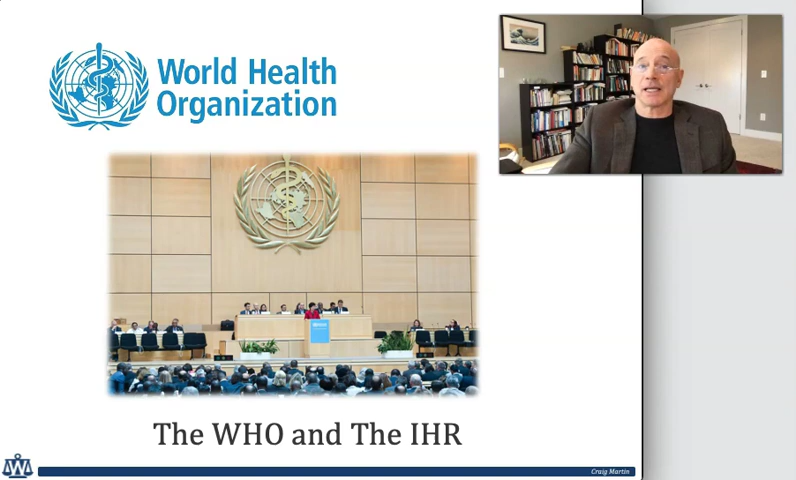 World Health
Organization
The WHO and The IHR
W
Craig Martin